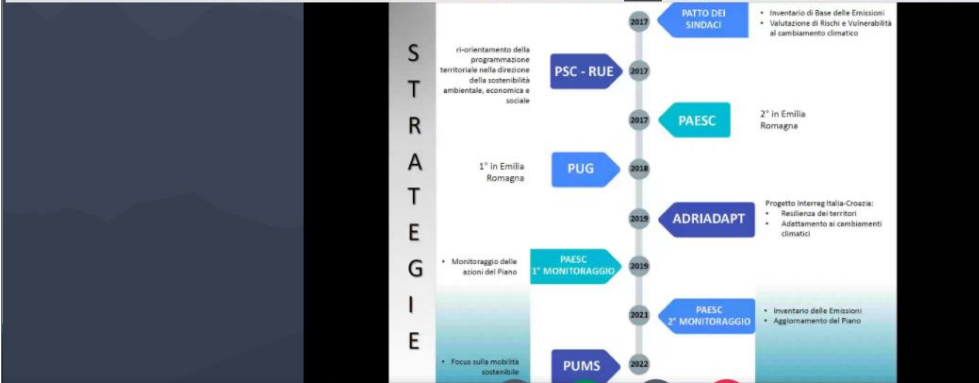 STRATEGIE
2017
PATTO DEI
SINDACI
• Inventario di Base delle Emissioni
• Valutazione di Rischi e Vulnerabilità
al cambiamento climatico
ri-orientamento della
programmazione
territoriale nella direzione
della sostenibilità
ambientale, economica e
sociale
PSC - RUE
2017
2017
PAESC
2° in Emilia
Romagna
1° in Emilia
Romagna
PUG
2018
2019
ADRIADAPT
Progetto Interreg Italia-Croazia:
• Resilienza dei territori
• Adattamento ai cambiamenti
climatici
• Monitoraggio delle
azioni del Piano
PAESC
1° MONITORAGGIO
2019
2021
PAESC
2° MONITORAGGIO
• Inventario delle Emissioni
• Aggiornamento del Piano
• Focus sulla mobilità
sostenibile
PUMS
2022